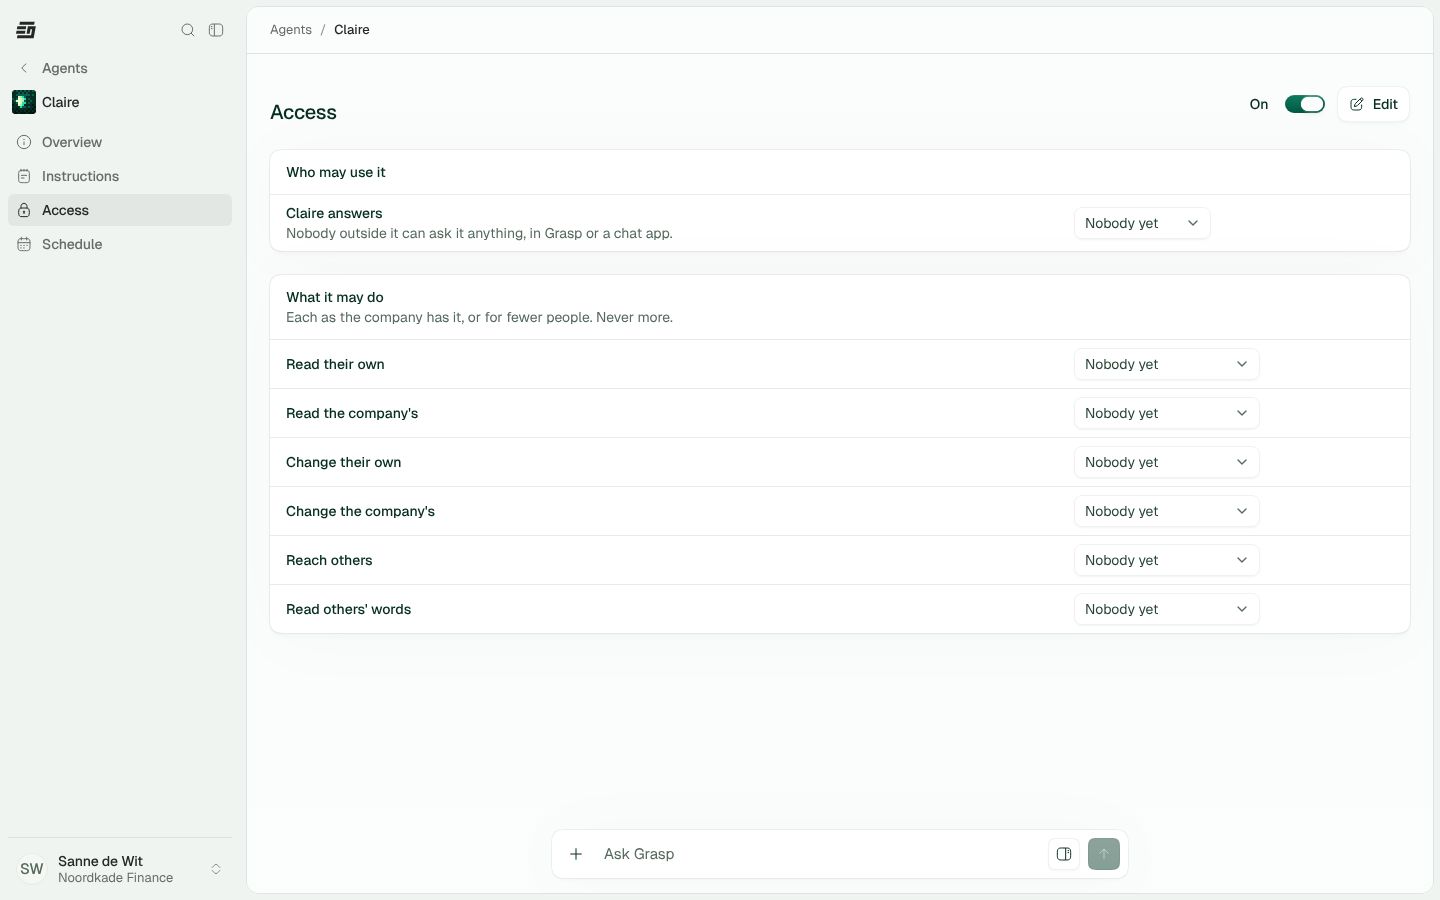 Agents / Claire
Agents
Claire
Overview
Instructions
Access
Schedule
Access
On
Edit
Who may use it
Claire answers
Nobody outside it can ask it anything, in Grasp or a chat app.
Nobody yet
What it may do
Each as the company has it, or for fewer people. Never more.
Read their own
Nobody yet
Read the company's
Nobody yet
Change their own
Nobody yet
Change the company's
Nobody yet
Reach others
Nobody yet
Read others' words
Nobody yet
Ask Grasp
SW
Sanne de Wit
Noordkade Finance